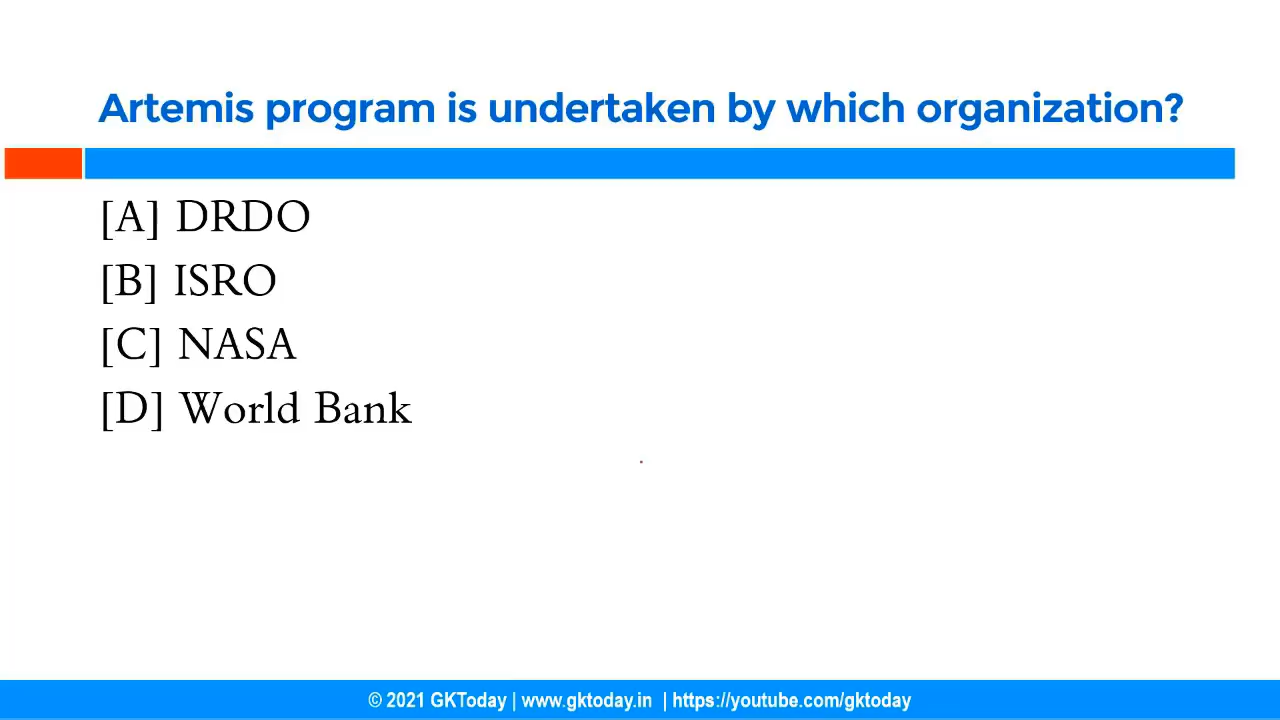 Artemis program is undertaken by which organization?
[A] DRDO
[B] ISRO
[C] NASA
[D] World Bank
© 2021 GKToday | www.gktoday.in | https://youtube.com/gktoday